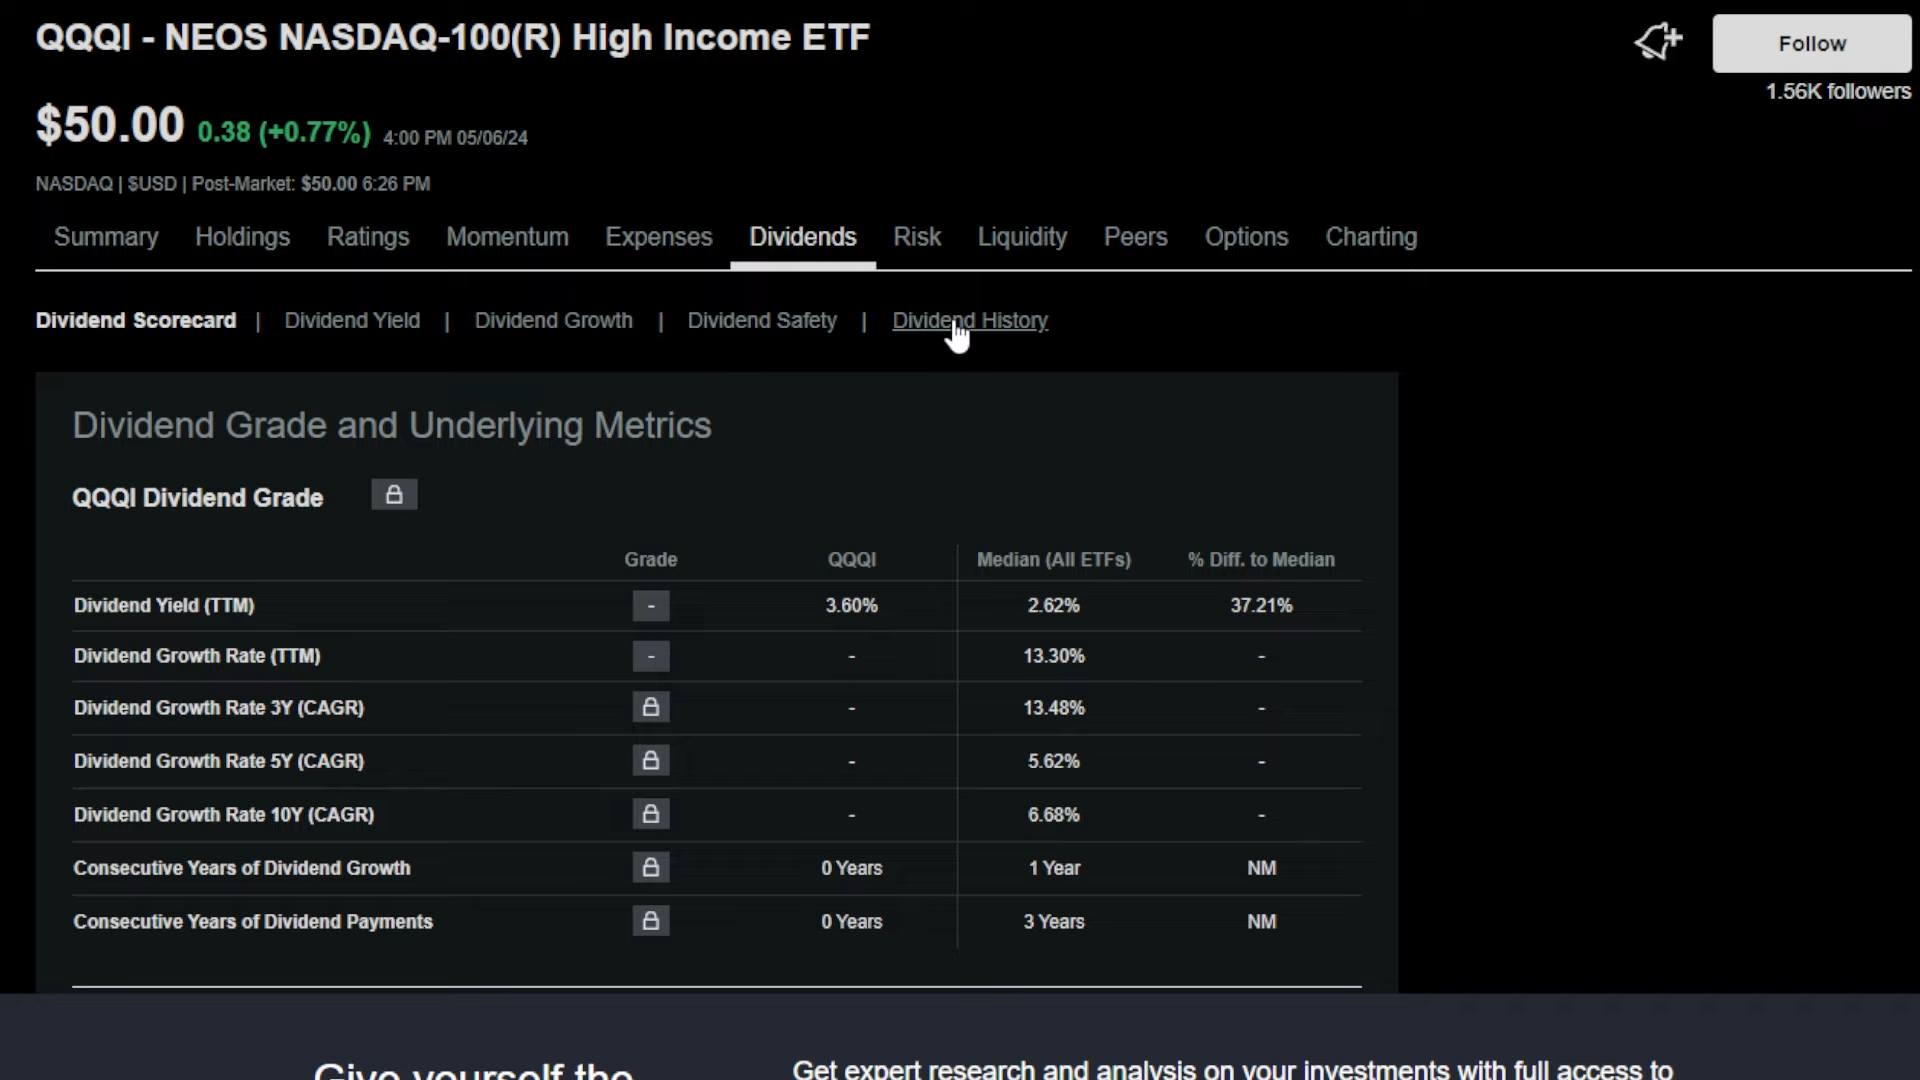 QQQI - NEOS NASDAQ-100(R) High Income ETF
Follow
1.56K followers
$50.00 0.38 (+0.77%) 4:00 PM 05/06/24
NASDAQ | $USD | Post-Market: $50.00 6:26 PM
Summary Holdings Ratings Momentum Expenses Dividends Risk Liquidity Peers Options Charting
Dividend Scorecard | Dividend Yield | Dividend Growth | Dividend Safety | Dividend History
Dividend Grade and Underlying Metrics
QQQI Dividend Grade
Grade QQQI Median (All ETFs) % Diff. to Median
Dividend Yield (TTM) - 3.60% 2.62% 37.21%
Dividend Growth Rate (TTM) - - 13.30% -
Dividend Growth Rate 3Y (CAGR) - 13.48% -
Dividend Growth Rate 5Y (CAGR) - 5.62% -
Dividend Growth Rate 10Y (CAGR) - 6.68% -
Consecutive Years of Dividend Growth 0 Years 1 Year NM
Consecutive Years of Dividend Payments 0 Years 3 Years NM
Give yourself the
Get expert research and analysis on your investments with full access to